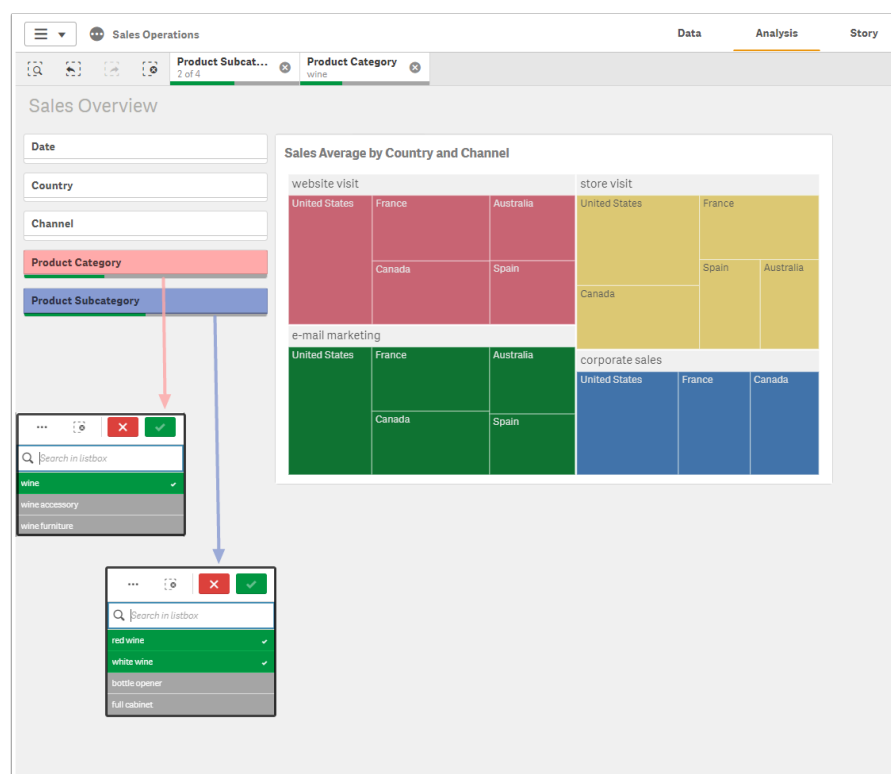 Sales Operations
Data
Analysis
Story
Product Subcat...
2 of 4
Product Category
wine
Sales Overview
Date
Country
Channel
Product Category
Product Subcategory
Sales Average by Country and Channel
website visit
United States
France
Australia
Canada
Spain
store visit
United States
France
Spain
Australia
Canada
e-mail marketing
United States
France
Australia
Canada
Spain
corporate sales
United States
France
Canada
Search in listbox
wine
wine accessory
wine furniture
Search in listbox
red wine
white wine
bottle opener
full cabinet